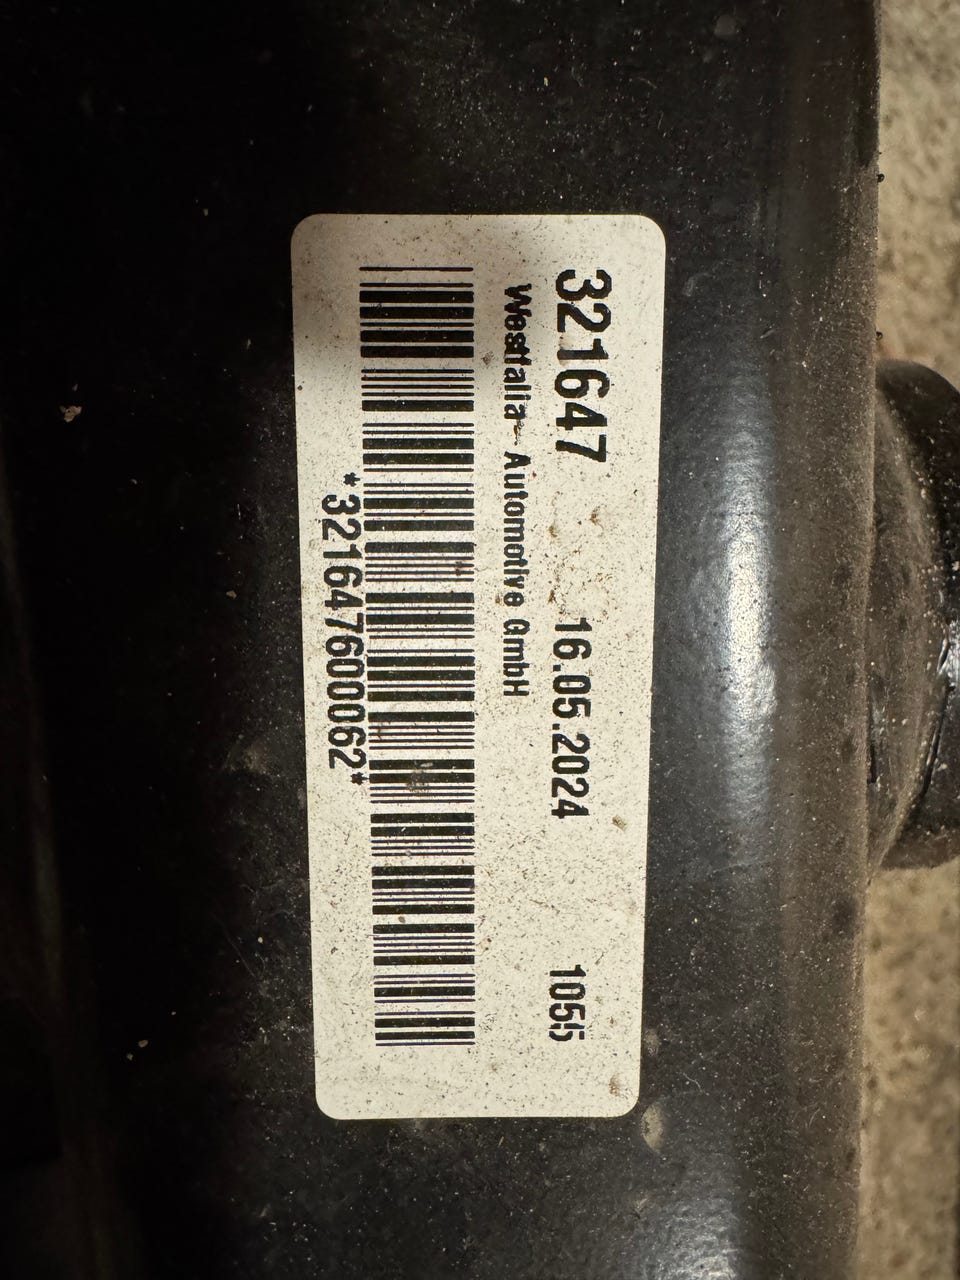 321647 16.05.2024 1055
Westfalia- Automotive GmbH
*321647600062*